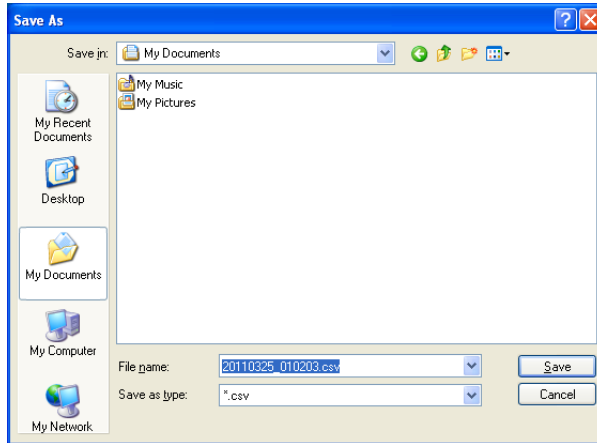 Save As
Save in:
My Documents
My Recent
Documents
Desktop
My Documents
My Computer
My Network
My Music
My Pictures
File name:
20110325_010203.csv
Save
Save as type:
*.csv
Cancel